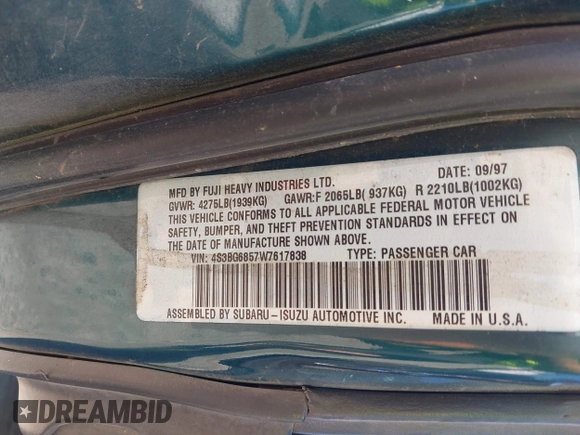 DATE: 09/97
MFD BY FUJI HEAVY INDUSTRIES LTD.
GVWR: 4275LB(1939KG) GAWR:F 2065LB( 937KG) R 2210LB(1002KG)
THIS VEHICLE CONFORMS TO ALL APPLICABLE FEDERAL MOTOR VEHICLE
SAFETY, BUMPER, AND THEFT PREVENTION STANDARDS IN EFFECT ON
THE DATE OF MANUFACTURE SHOWN ABOVE.
VIN: 4S3BG6857W7617838 TYPE: PASSENGER CAR
ASSEMBLED BY SUBARU-ISUZU AUTOMOTIVE INC. MADE IN U.S.A.
DREAMBID